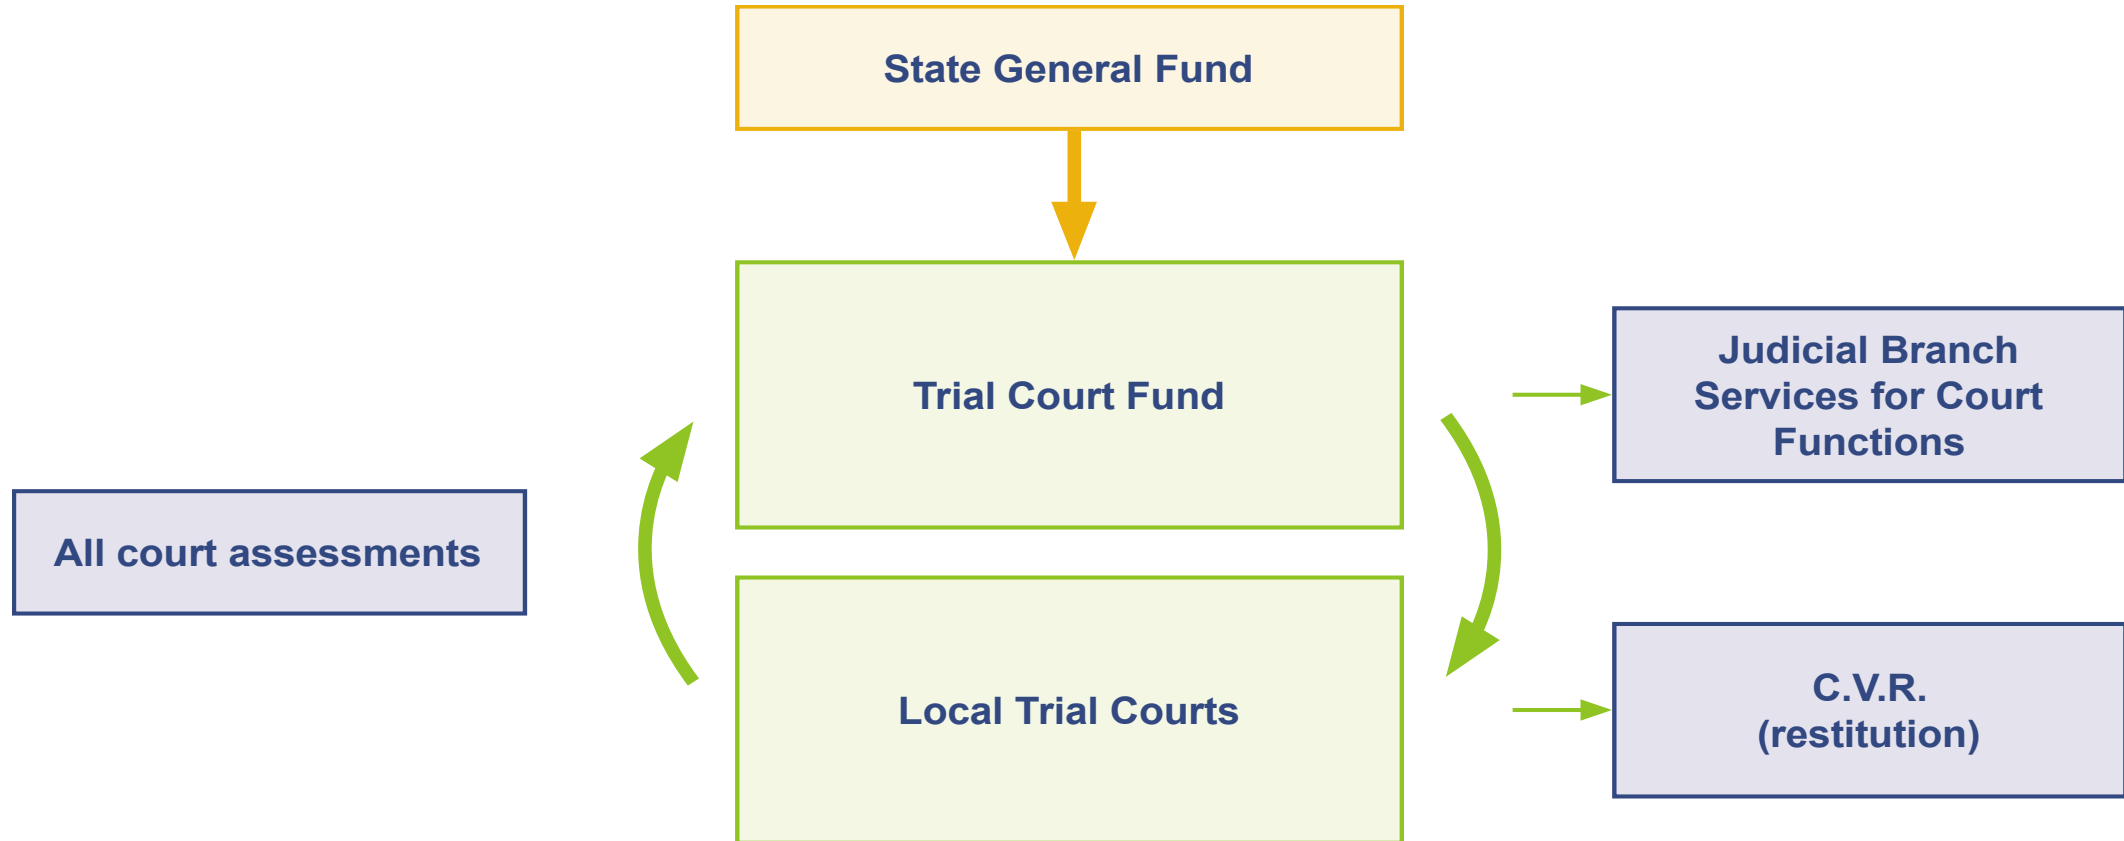 State General Fund
Trial Court Fund
Judicial Branch
Services for Court
Functions
All court assessments
Local Trial Courts
C.V.R.
(restitution)